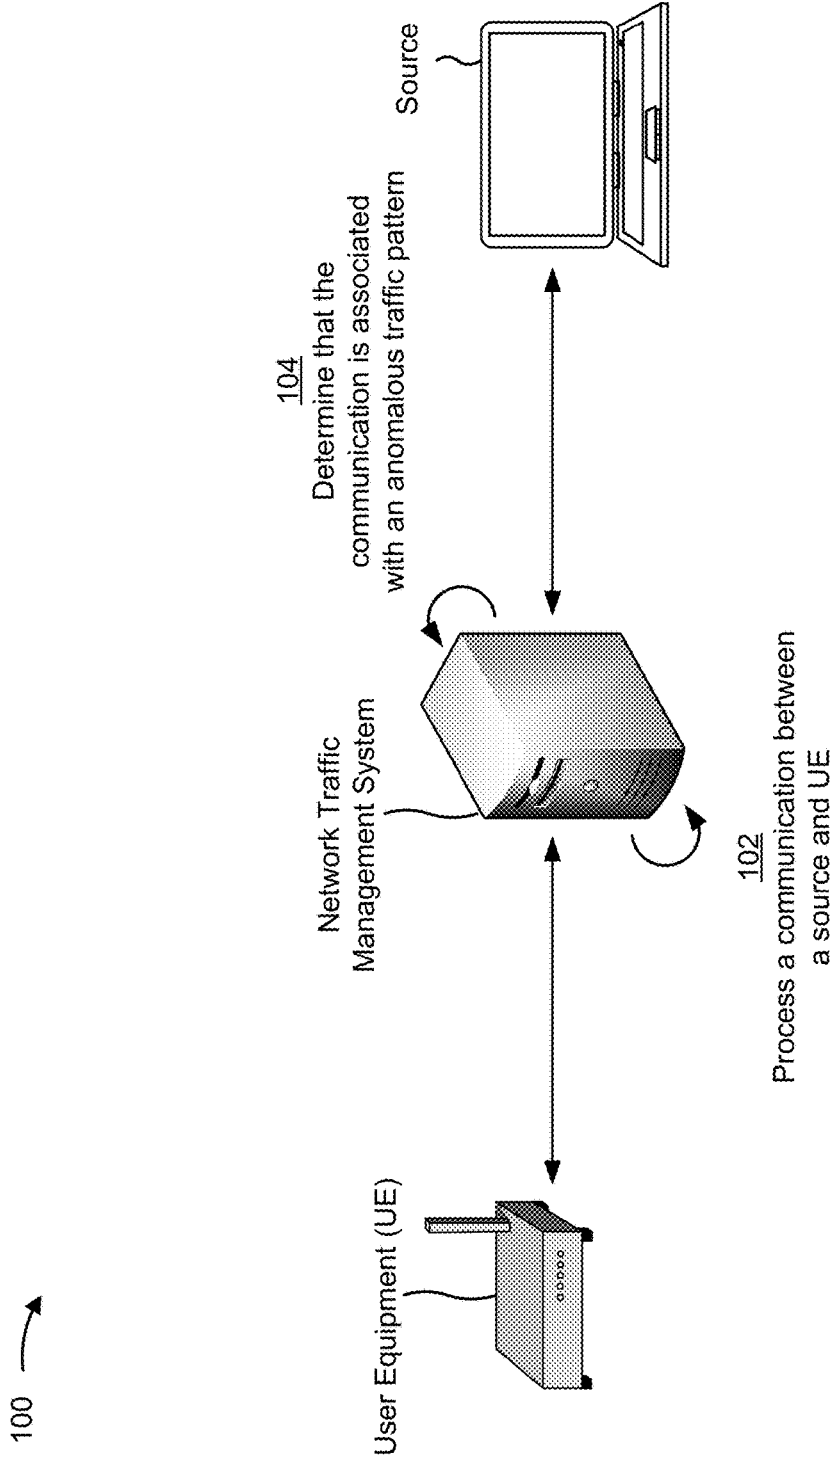 100
User Equipment (UE)
Network Traffic
Management System
102
Process a communication between
a source and UE
104
Determine that the
communication is associated
with an anomalous traffic pattern
Source